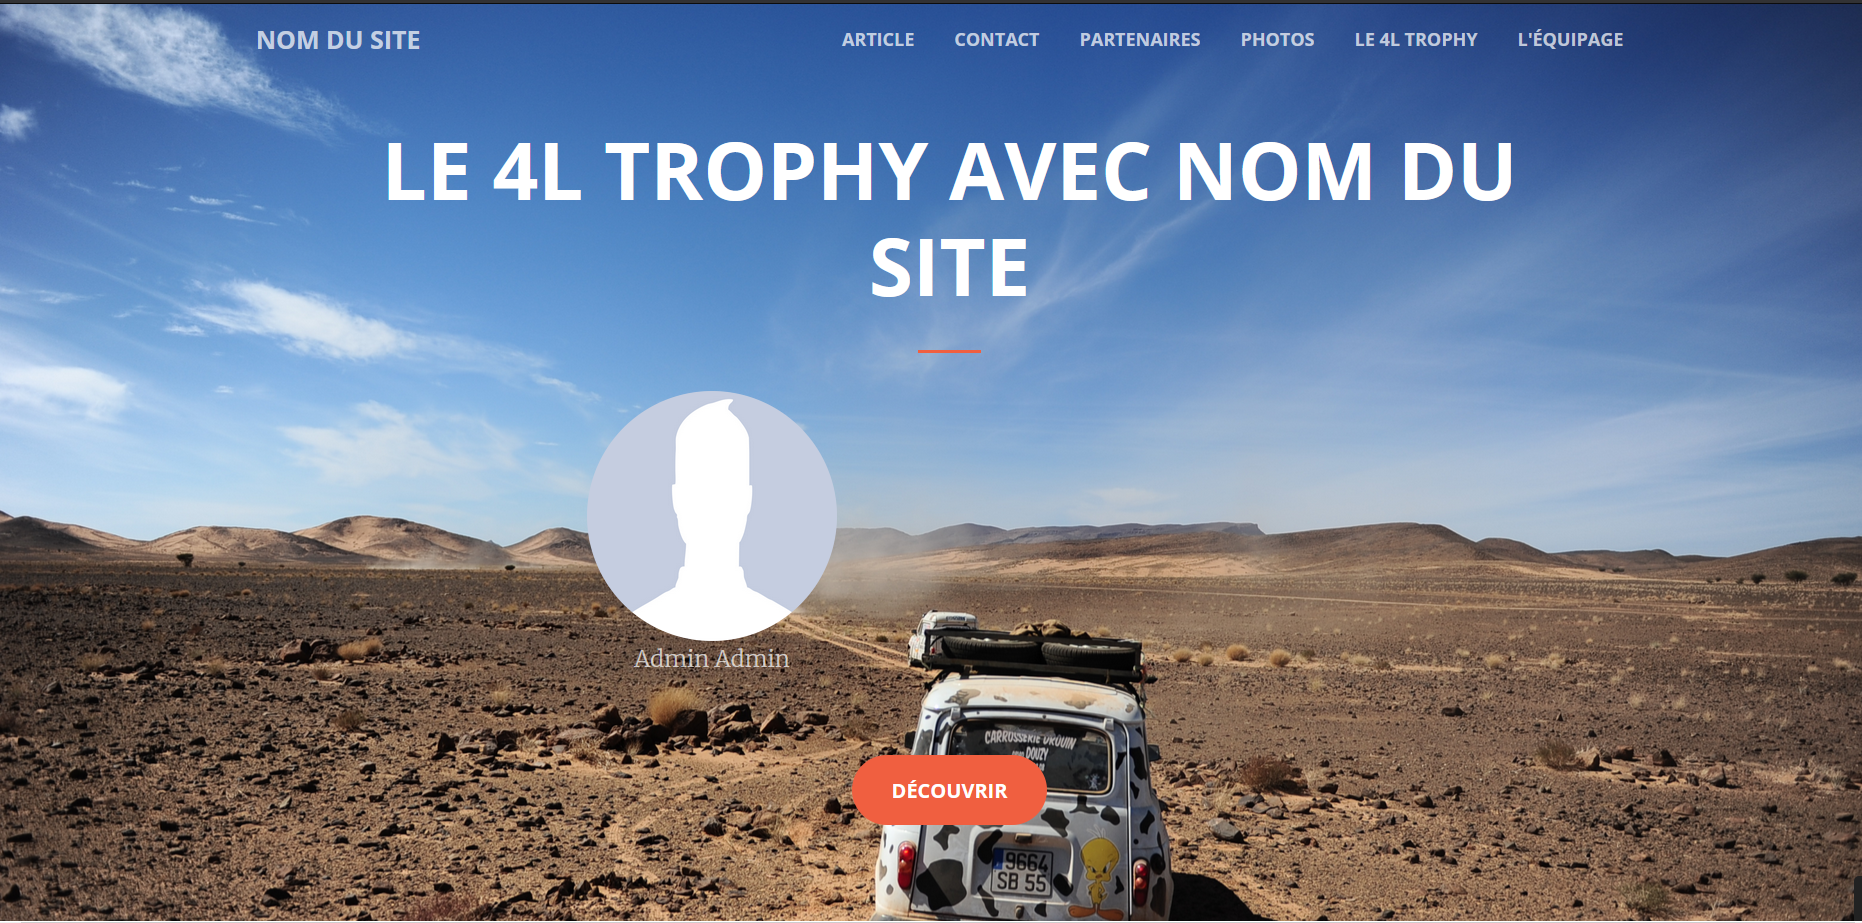 NOM DU SITE
ARTICLE CONTACT PARTENAIRES PHOTOS LE 4L TROPHY L'ÉQUIPAGE
LE 4L TROPHY AVEC NOM DU
SITE
Admin Admin
CARROSSERIE DROUIN
DOUZY
DÉCOUVRIR
9664
SB 55